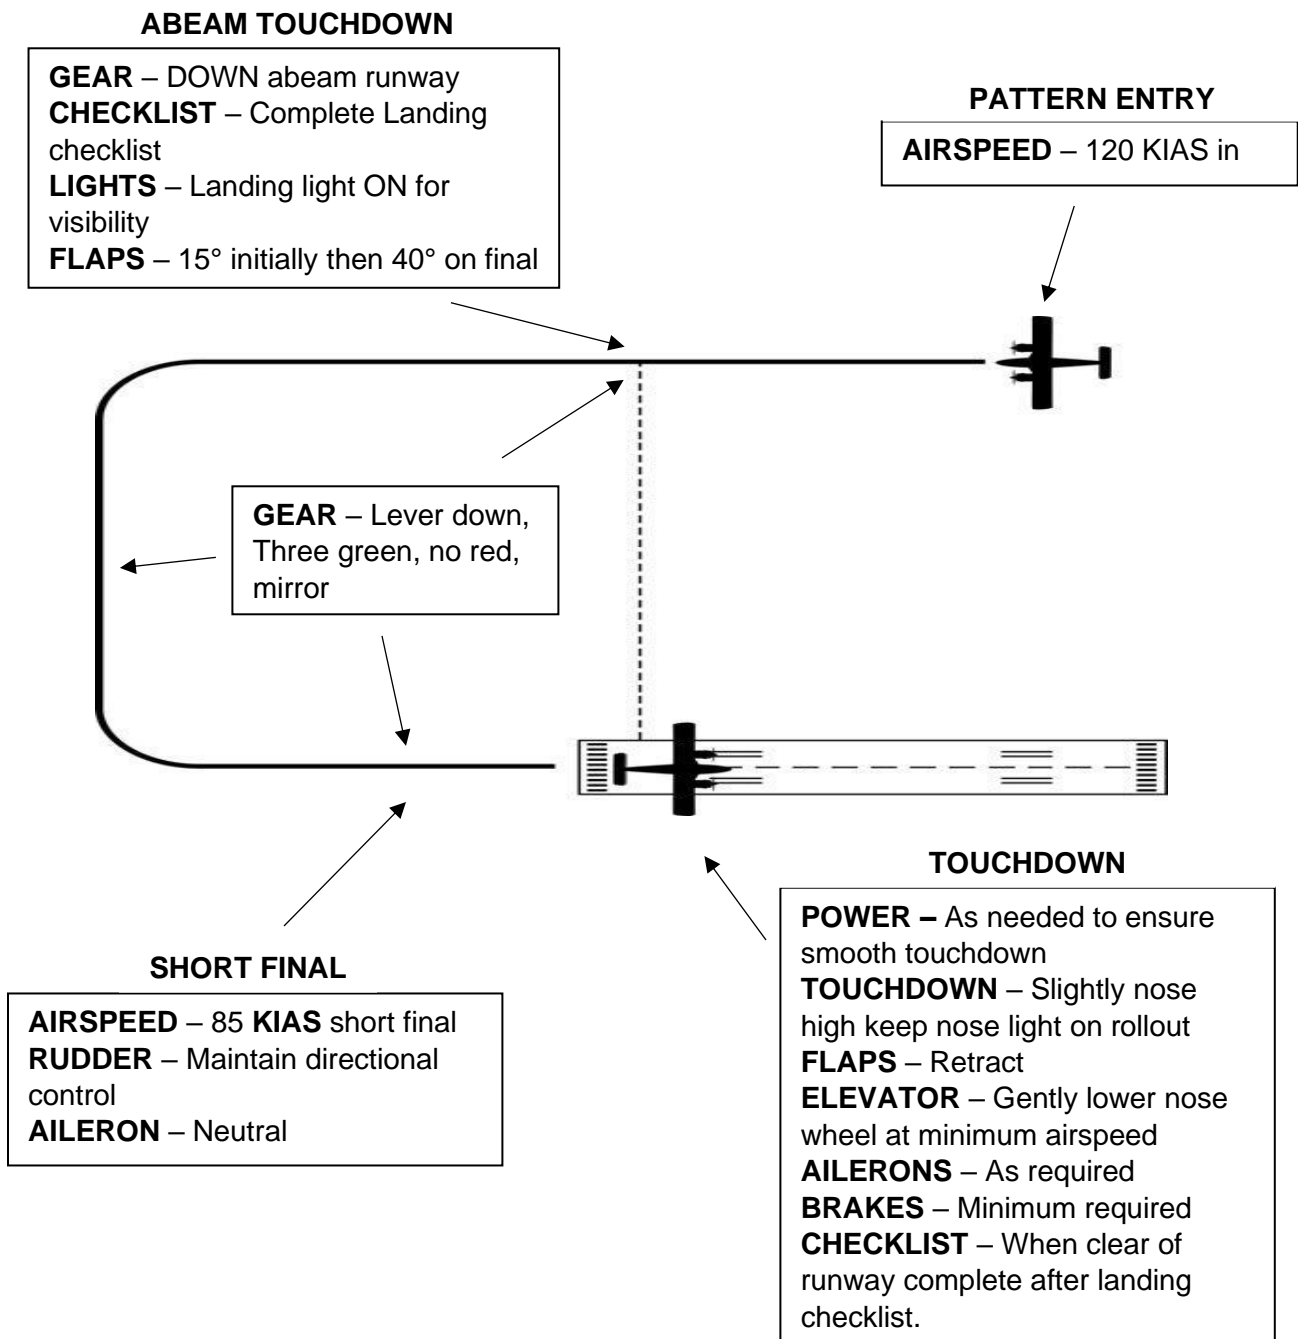 ABEAM TOUCHDOWN
GEAR – DOWN abeam runway
CHECKLIST – Complete Landing
checklist
LIGHTS – Landing light ON for
visibility
FLAPS – 15° initially then 40° on final
PATTERN ENTRY
AIRSPEED – 120 KIAS in
GEAR – Lever down,
Three green, no red,
mirror
SHORT FINAL
AIRSPEED – 85 KIAS short final
RUDDER – Maintain directional
control
AILERON – Neutral
TOUCHDOWN
POWER – As needed to ensure
smooth touchdown
TOUCHDOWN – Slightly nose
high keep nose light on rollout
FLAPS – Retract
ELEVATOR – Gently lower nose
wheel at minimum airspeed
AILERONS – As required
BRAKES – Minimum required
CHECKLIST – When clear of
runway complete after landing
checklist.